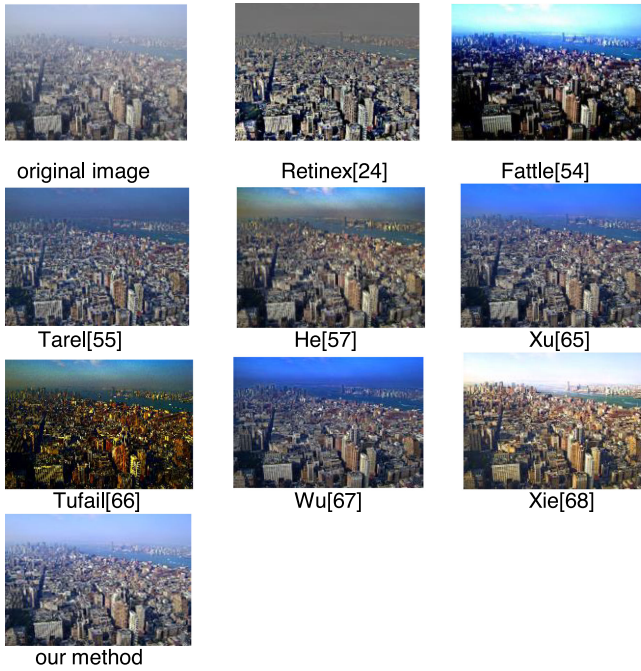 original image
Retinex[24]
Fattle[54]
Tarel[55]
He[57]
Xu[65]
Tufail[66]
Wu[67]
Xie[68]
our method